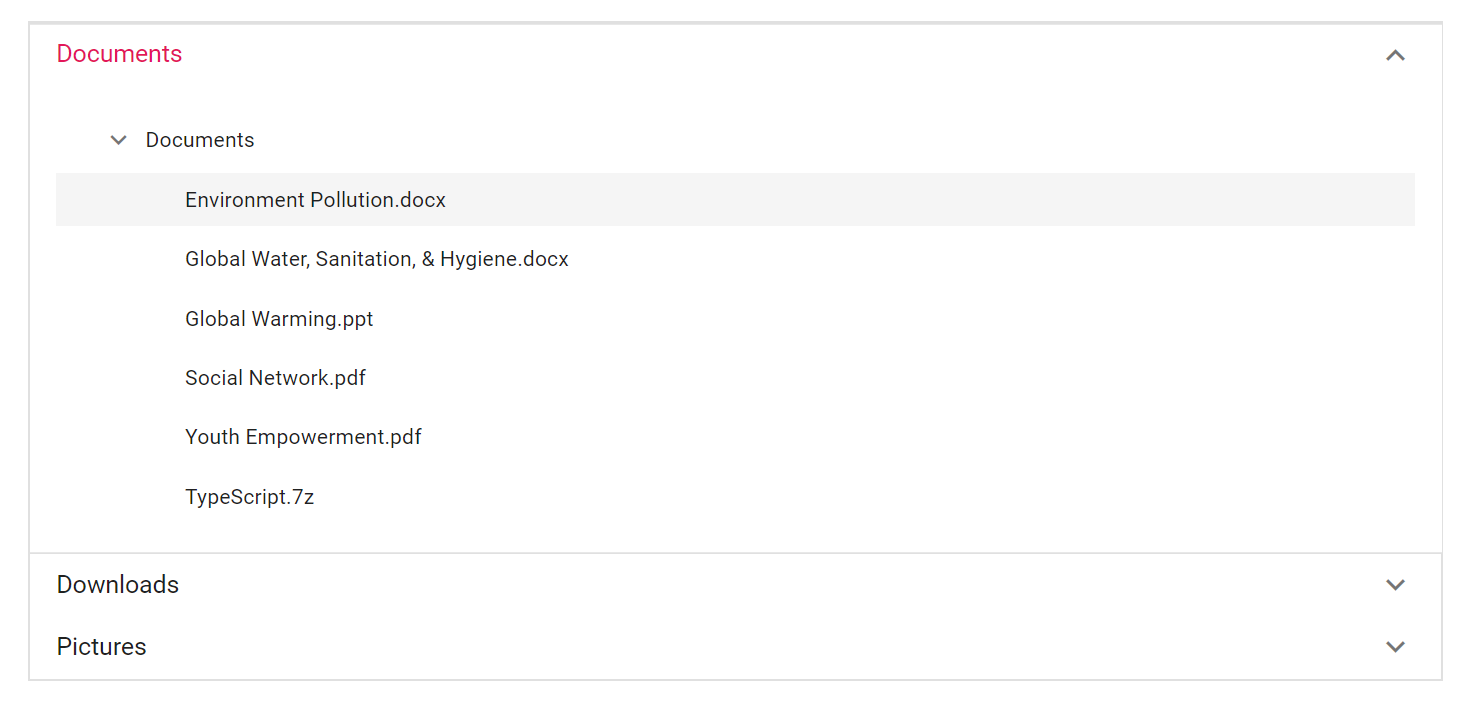 Documents
Documents
Environment Pollution.docx
Global Water, Sanitation, & Hygiene.docx
Global Warming.ppt
Social Network.pdf
Youth Empowerment.pdf
TypeScript.7z
Downloads
Pictures